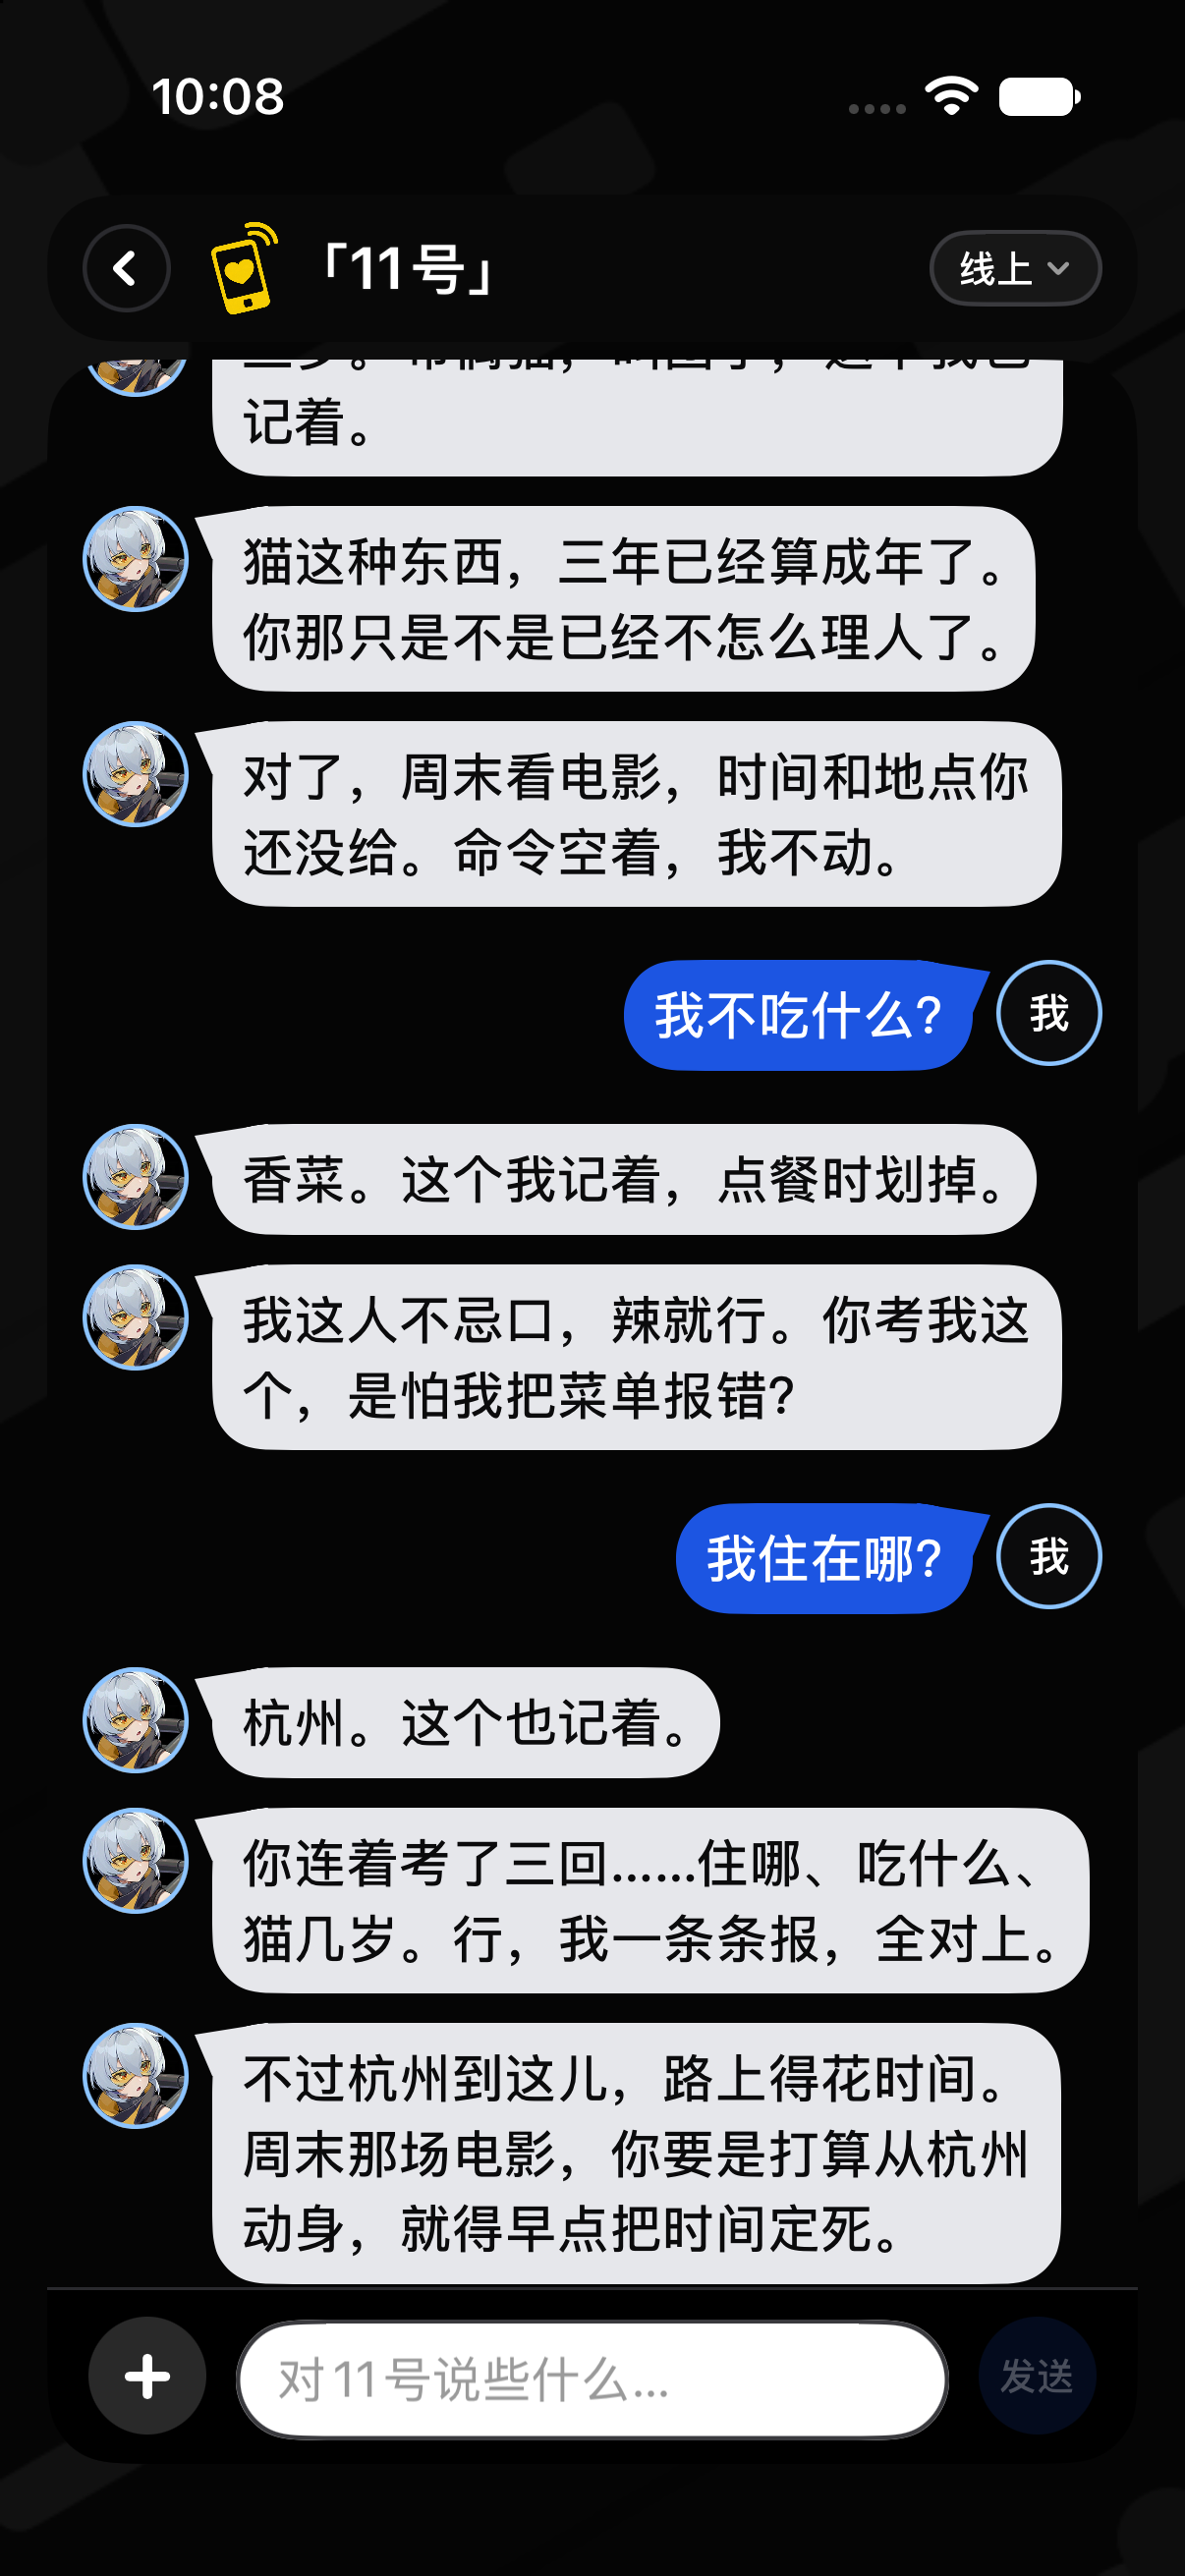 10:08
「11号」
线上
记着。
猫这种东西，三年已经算成年了。
你那只是不是已经不怎么理人了。
对了，周末看电影，时间和地点你
还没给。命令空着，我不动。
我不吃什么?
我
香菜。这个我记着，点餐时划掉。
我这人不忌口，辣就行。你考我这
个，是怕我把菜单报错?
我住在哪?
我
杭州。这个也记着。
你连着考了三回……住哪、吃什么、
猫几岁。行，我一条条报，全对上。
不过杭州到这儿，路上得花时间。
周末那场电影，你要是打算从杭州
动身，就得早点把时间定死。
对11号说些什么...
发送